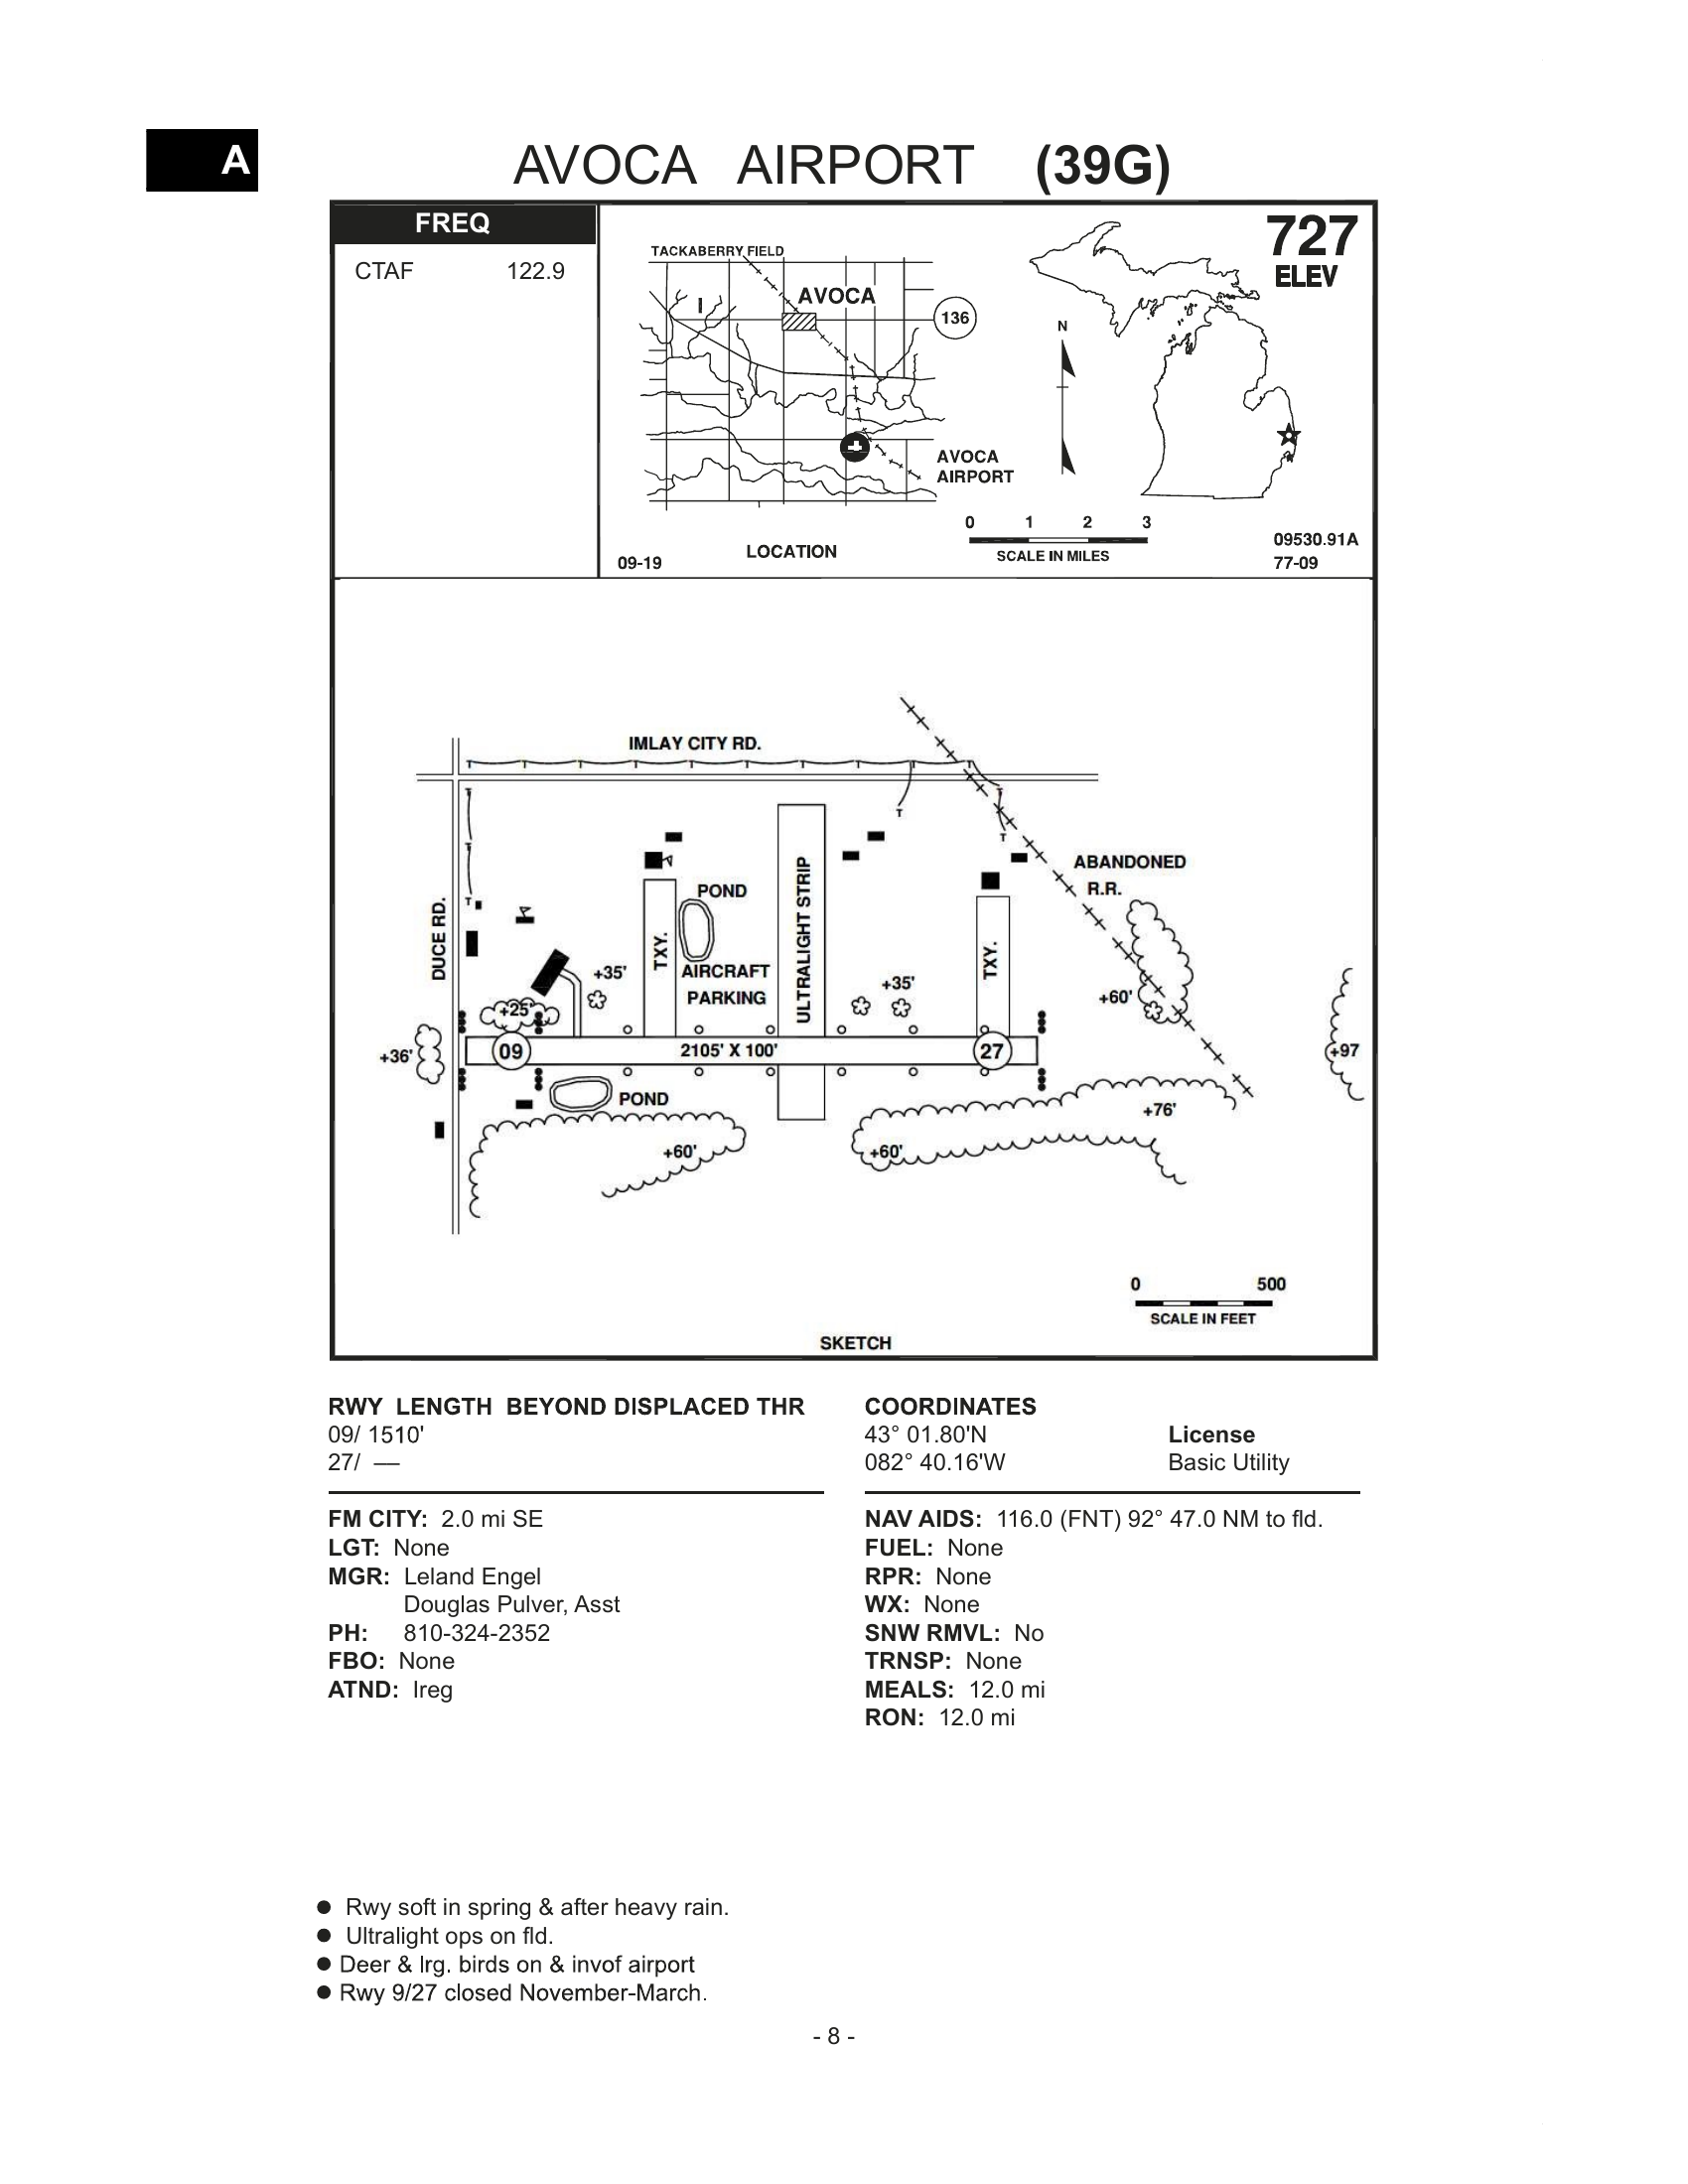 A
AVOCA AIRPORT (39G)
FREQ
CTAF 122.9
TACKABERRY FIELD
AVOCA
136
AVOCA
AIRPORT
N
727
ELEV
0 1 2 3
SCALE IN MILES
LOCATION
09-19
09530.91A
77-09
IMLAY CITY RD.
DUCE RD.
ABANDONED
R.R.
POND
TXY.
ULTRALIGHT STRIP
TXY.
+35'
AIRCRAFT
PARKING
+35'
+60'
+25'
+36'
09
2105' X 100'
27
+97
POND
+76'
+60'
+60'
0 500
SCALE IN FEET
SKETCH
RWY LENGTH BEYOND DISPLACED THR
09/ 1510'
27/ —
COORDINATES
43° 01.80'N
082° 40.16'W
License
Basic Utility
FM CITY: 2.0 mi SE
LGT: None
MGR: Leland Engel
Douglas Pulver, Asst
PH: 810-324-2352
FBO: None
ATND: Ireg
NAV AIDS: 116.0 (FNT) 92° 47.0 NM to fld.
FUEL: None
RPR: None
WX: None
SNW RMVL: No
TRNSP: None
MEALS: 12.0 mi
RON: 12.0 mi
● Rwy soft in spring & after heavy rain.
● Ultralight ops on fld.
● Deer & lrg. birds on & invof airport
● Rwy 9/27 closed November-March.
- 8 -